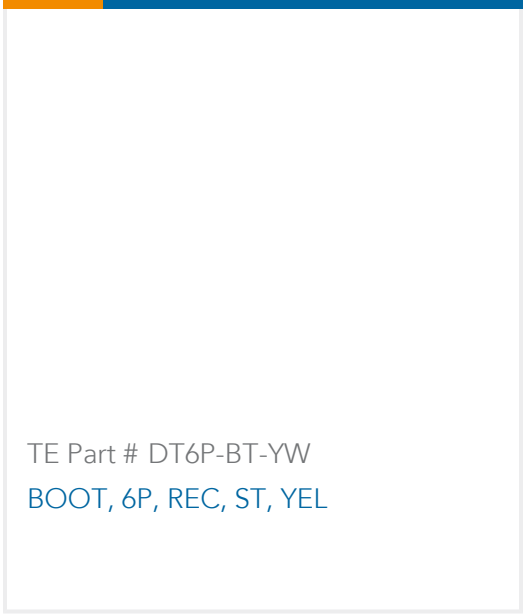 TE Part # DT6P-BT-YW
BOOT, 6P, REC, ST, YEL